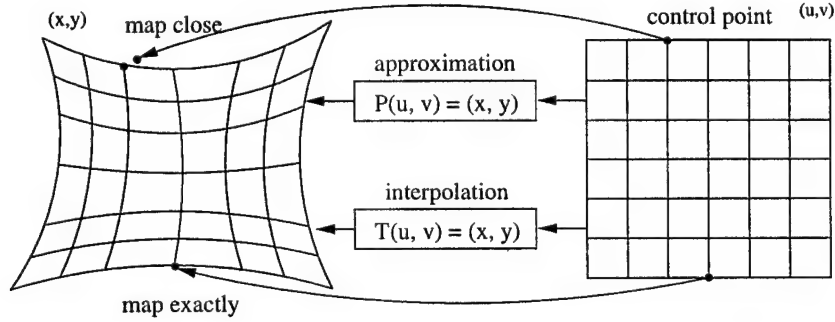 (x,y)
map close
control point
(u,v)
approximation
P(u, v) = (x, y)
interpolation
T(u, v) = (x, y)
map exactly